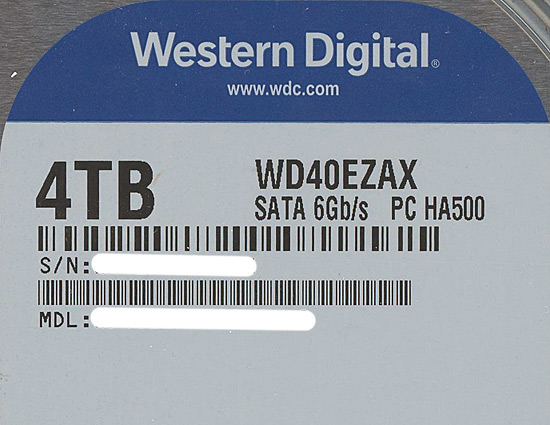 Western Digital®
www.wdc.com
4TB
WD40EZAX
SATA 6Gb/s PC HA500
S/N:
MDL: